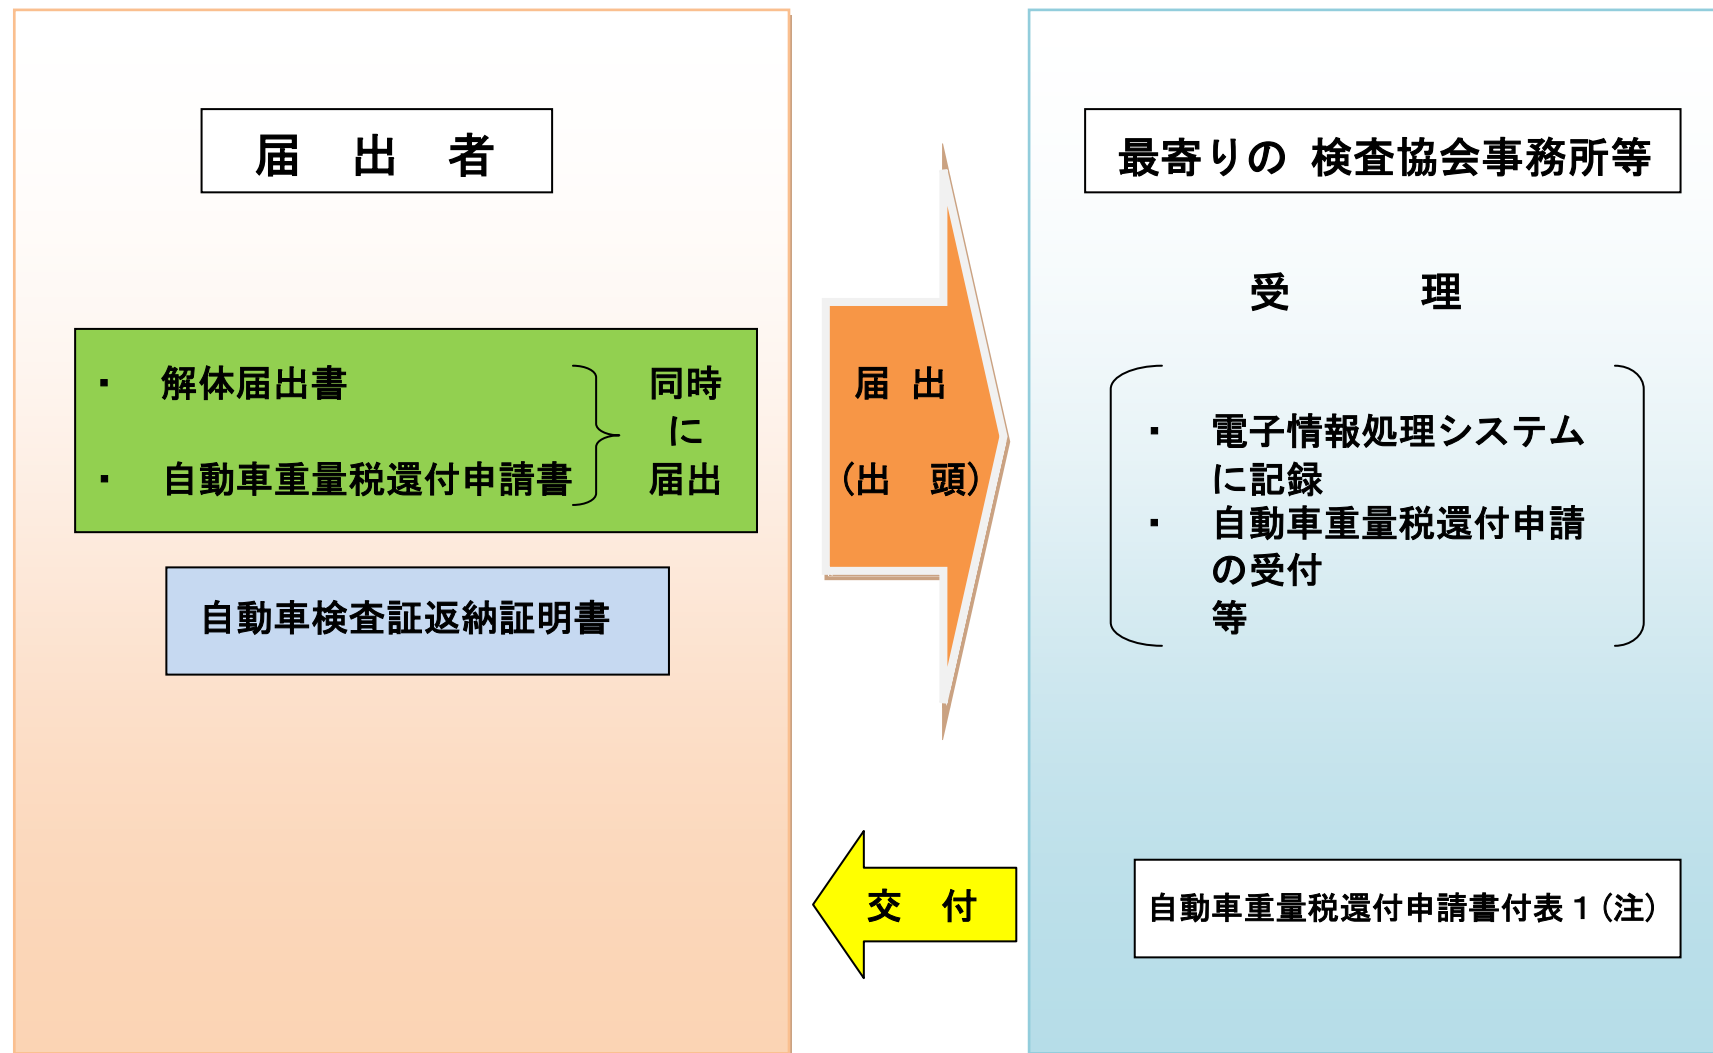 届　出　者
・　解体届出書
・　自動車重量税還付申請書
同時
に
届出
自動車検査証返納証明書
届 出
(出　頭)
交　付
最寄りの 検査協会事務所等
受　　理
・　電子情報処理システム
に記録
・　自動車重量税還付申請
の受付
等
自動車重量税還付申請書付表１(注)